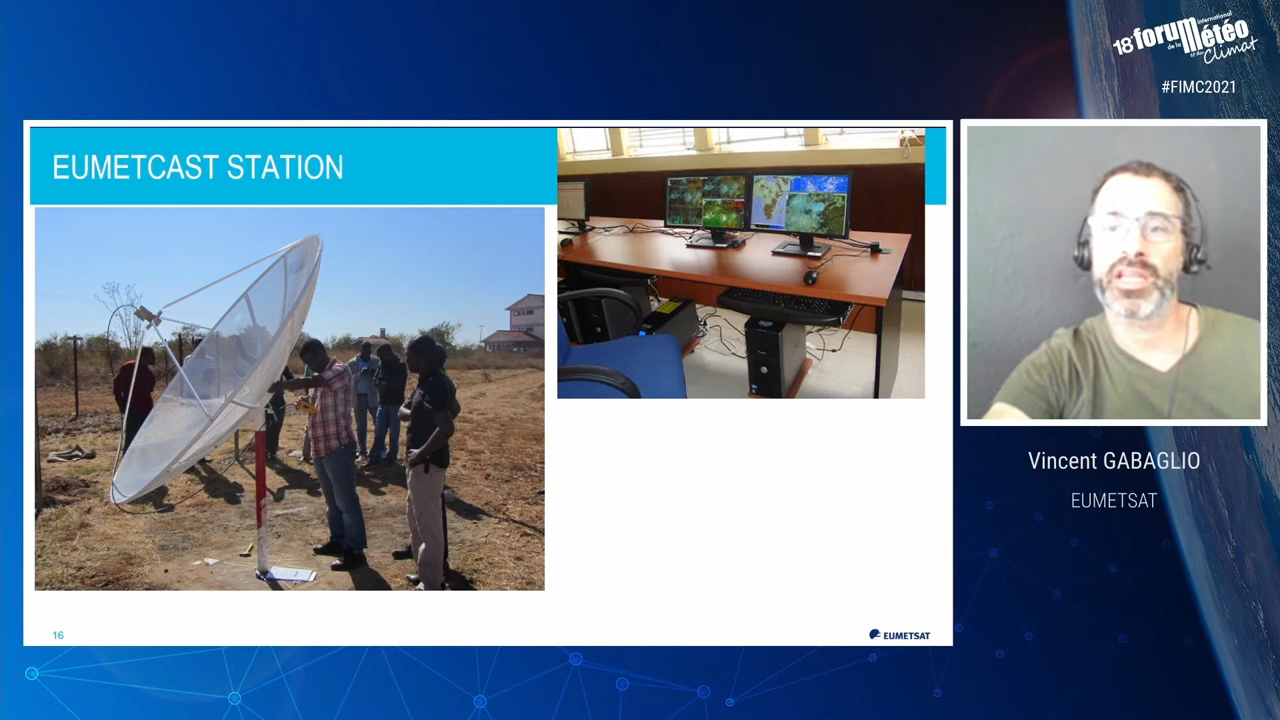 18e forum international
de la météo
et du Climat
#FIMC2021
EUMETCAST STATION
Vincent GABAGLIO
EUMETSAT
16
EUMETSAT